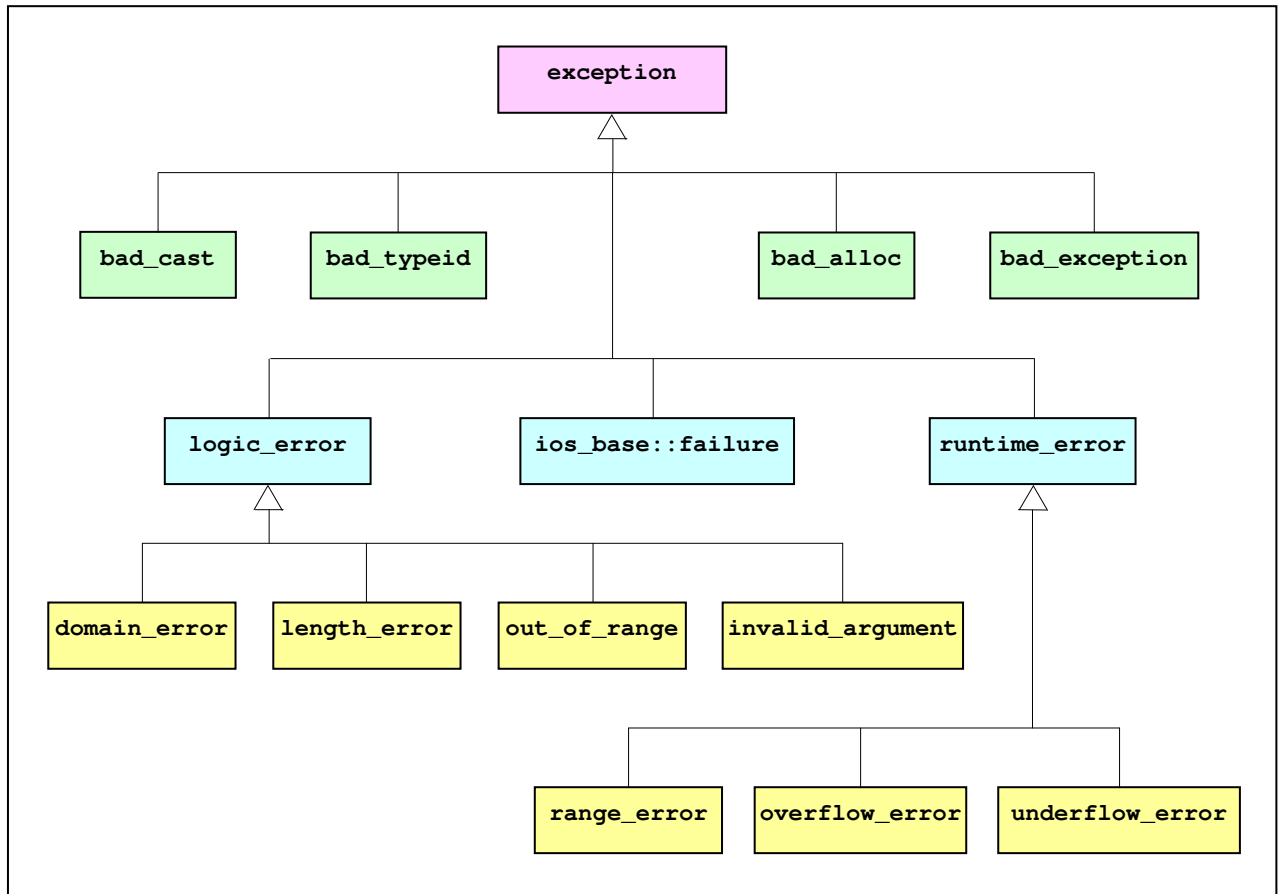 exception
bad_cast
bad_typeid
bad_alloc
bad_exception
logic_error
ios_base::failure
runtime_error
domain_error
length_error
out_of_range
invalid_argument
range_error
overflow_error
underflow_error